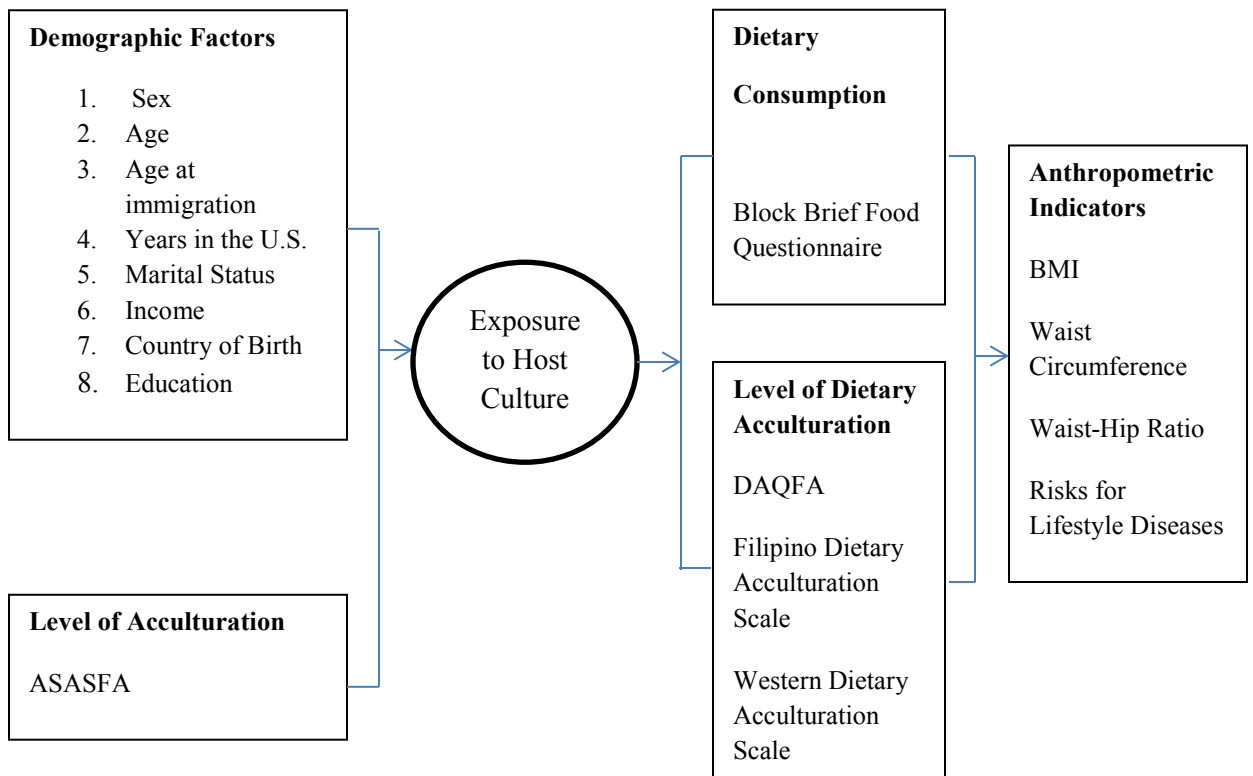 Demographic Factors
1. Sex
2. Age
3. Age at
immigration
4. Years in the U.S.
5. Marital Status
6. Income
7. Country of Birth
8. Education
Level of Acculturation
ASASFA
Exposure
to Host
Culture
Dietary
Consumption
Block Brief Food
Questionnaire
Level of Dietary
Acculturation
DAQFA
Filipino Dietary
Acculturation
Scale
Western Dietary
Acculturation
Scale
Anthropometric
Indicators
BMI
Waist
Circumference
Waist-Hip Ratio
Risks for
Lifestyle Diseases